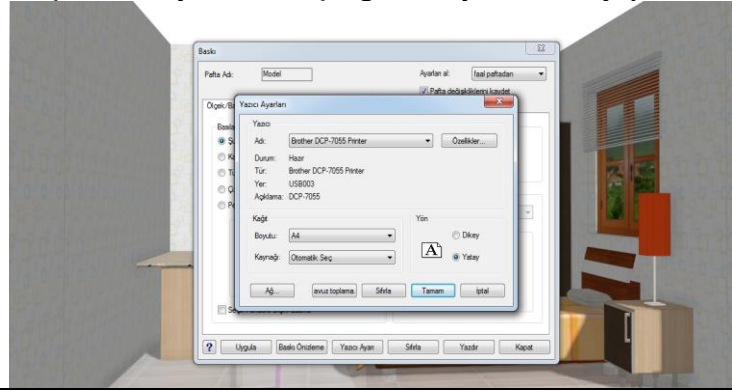 Baskı
Pafta Adı: Model Ayarları al: faal paftadan
Pafta değişikliklerini kaydet
Yazıcı Ayarları
Yazıcı
Adı: Brother DCP-7055 Printer Özellikler...
Durum: Hazır
Tür: Brother DCP-7055 Printer
Yer: USB003
Açıklama: DCP-7055
Kağıt Yön
Boyutu: A4 Dikey
Kaynağı: Otomatik Seç A Yatay
Ağ... avuz toplama. Sıfırla Tamam İptal
? Uygula Baskı Önizleme Yazıcı Ayarı Sıfırla Yazdır Kapat